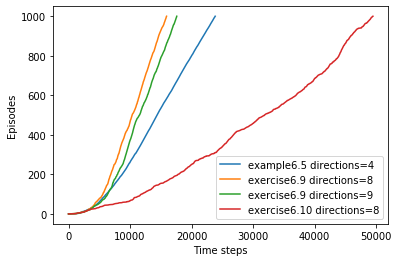 1000
800
600
400
200
0
Episodes
0
10000
20000
30000
40000
50000
Time steps
example6.5 directions=4
exercise6.9 directions=8
exercise6.9 directions=9
exercise6.10 directions=8